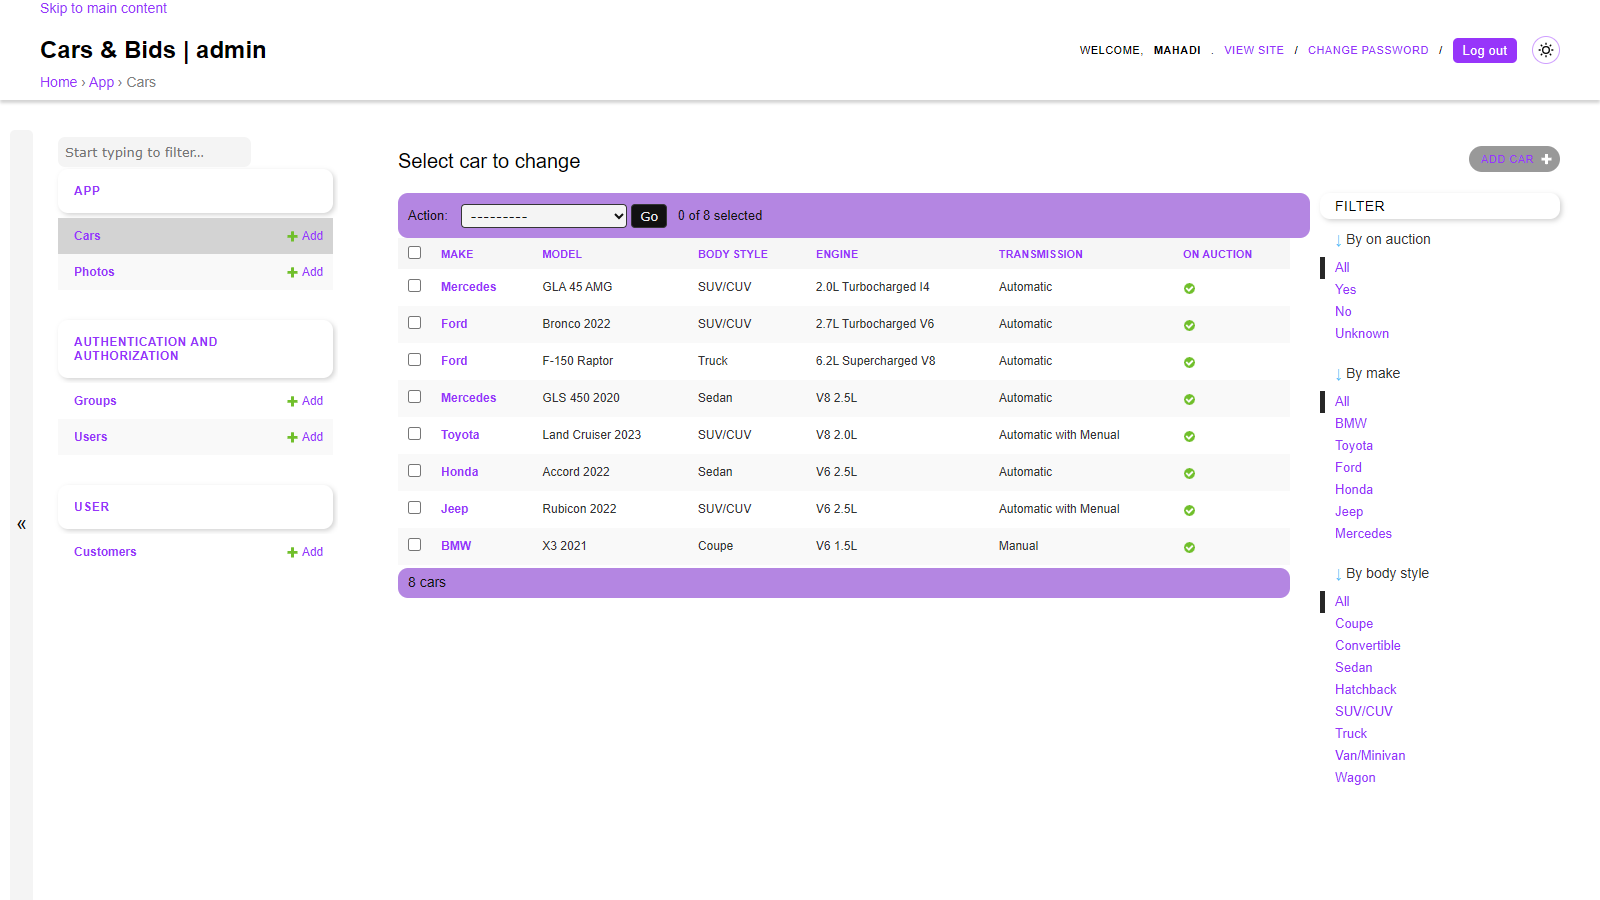 Skip to main content
Cars & Bids | admin
WELCOME, MAHADI . VIEW SITE / CHANGE PASSWORD / Log out
Home › App › Cars
«
Start typing to filter...
APP
Cars Add
Photos Add
AUTHENTICATION AND
AUTHORIZATION
Groups Add
Users Add
USER
Customers Add
Select car to change
ADD CAR
Action: --------- Go 0 of 8 selected
MAKE MODEL BODY STYLE ENGINE TRANSMISSION ON AUCTION
Mercedes GLA 45 AMG SUV/CUV 2.0L Turbocharged I4 Automatic
Ford Bronco 2022 SUV/CUV 2.7L Turbocharged V6 Automatic
Ford F-150 Raptor Truck 6.2L Supercharged V8 Automatic
Mercedes GLS 450 2020 Sedan V8 2.5L Automatic
Toyota Land Cruiser 2023 SUV/CUV V8 2.0L Automatic with Manual
Honda Accord 2022 Sedan V6 2.5L Automatic
Jeep Rubicon 2022 SUV/CUV V6 2.5L Automatic with Manual
BMW X3 2021 Coupe V6 1.5L Manual
8 cars
FILTER
↓ By on auction
All
Yes
No
Unknown
↓ By make
All
BMW
Toyota
Ford
Honda
Jeep
Mercedes
↓ By body style
All
Coupe
Convertible
Sedan
Hatchback
SUV/CUV
Truck
Van/Minivan
Wagon